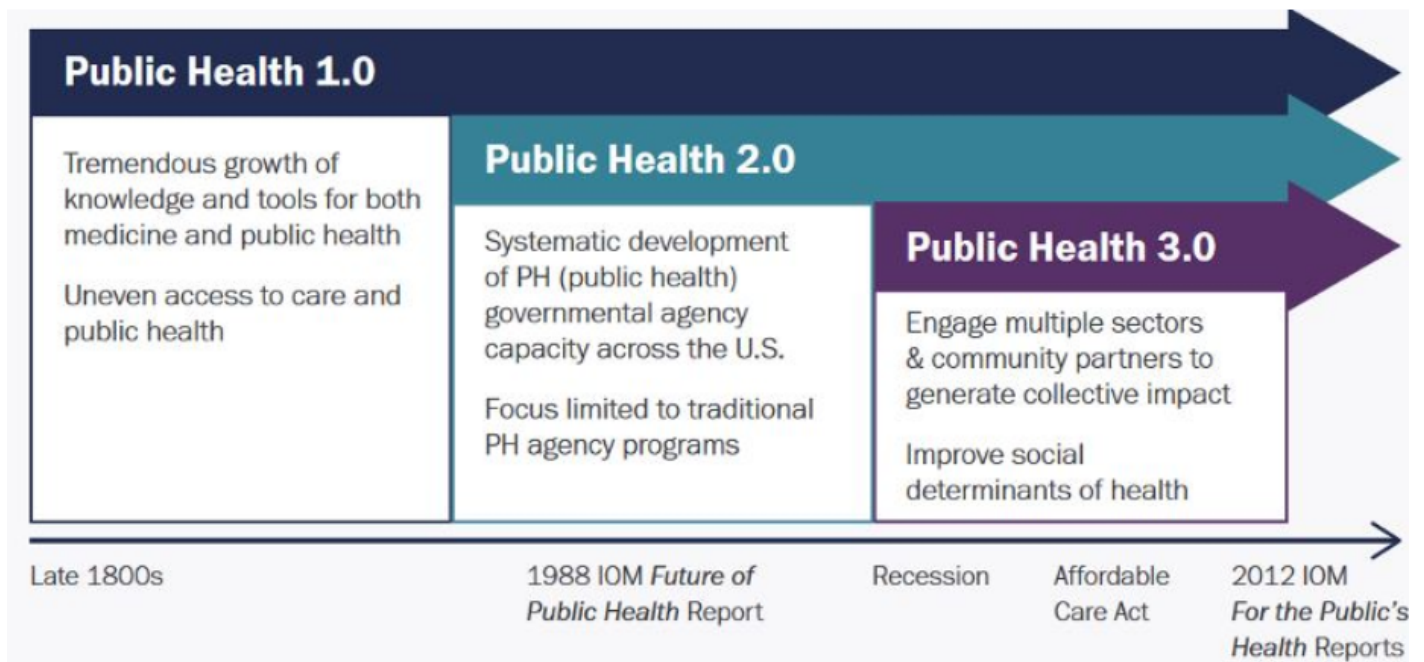 Public Health 1.0
Tremendous growth of
knowledge and tools for both
medicine and public health
Uneven access to care and
public health
Public Health 2.0
Systematic development
of PH (public health)
governmental agency
capacity across the U.S.
Focus limited to traditional
PH agency programs
Public Health 3.0
Engage multiple sectors
& community partners to
generate collective impact
Improve social
determinants of health
Late 1800s
1988 IOM Future of
Public Health Report
Recession
Affordable
Care Act
2012 IOM
For the Public's
Health Reports